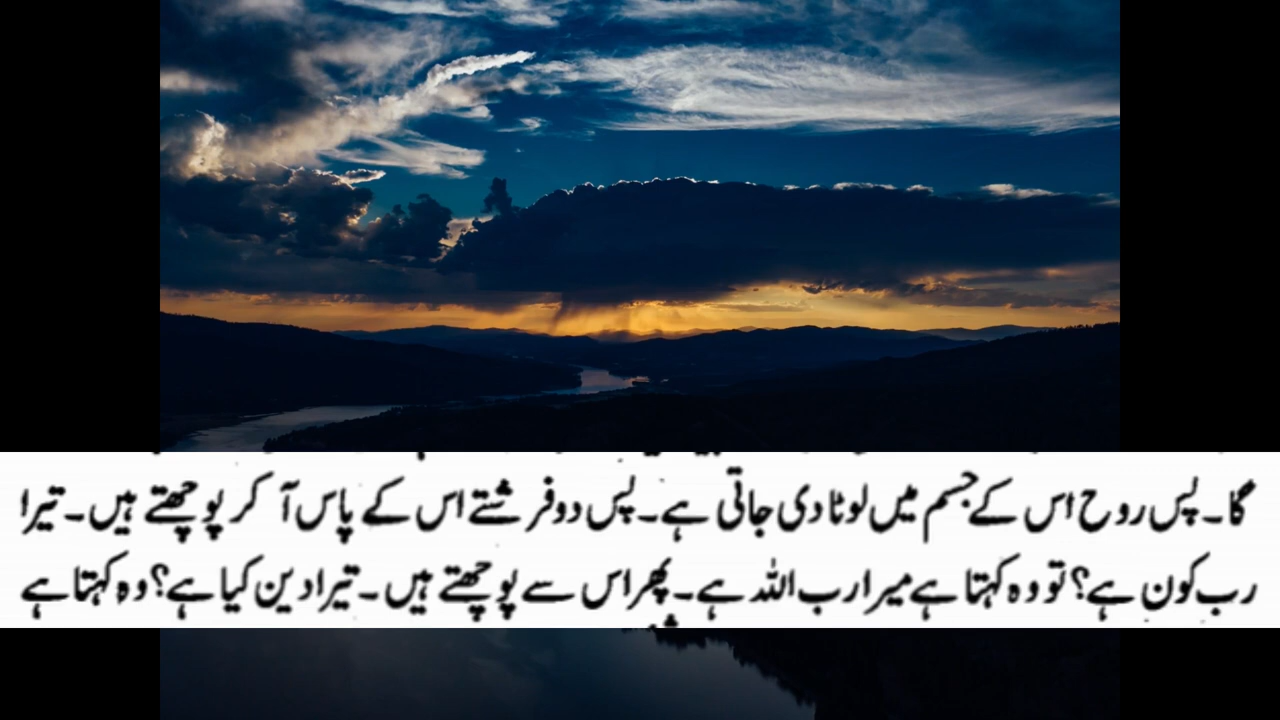 گا۔ پس روح اس کے جسم میں لوٹا دی جاتی ہے۔ پس دو فرشتے اس کے پاس آ کر پوچھتے ہیں۔ تیرا
رب کون ہے؟ تو وہ کہتا ہے میرا رب اللہ ہے۔ پھر اس سے پوچھتے ہیں۔ تیرا دین کیا ہے؟ وہ کہتا ہے